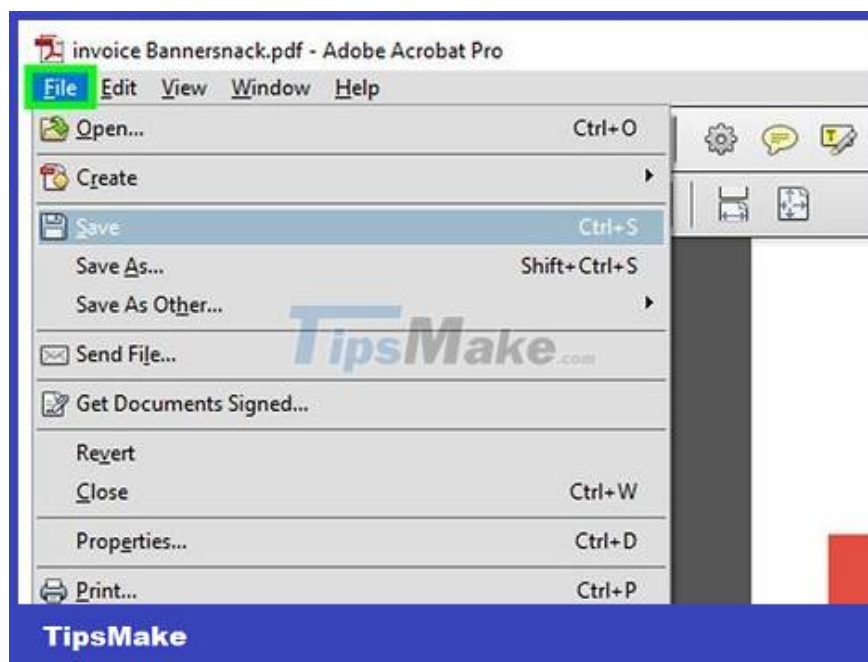 invoice Bannersnack.pdf - Adobe Acrobat Pro
File Edit View Window Help
Open... Ctrl+O
Create
Save Ctrl+S
Save As... Shift+Ctrl+S
Save As Other...
TipsMake.com
Send File...
Get Documents Signed...
Revert
Close Ctrl+W
Properties... Ctrl+D
Print... Ctrl+P
TipsMake